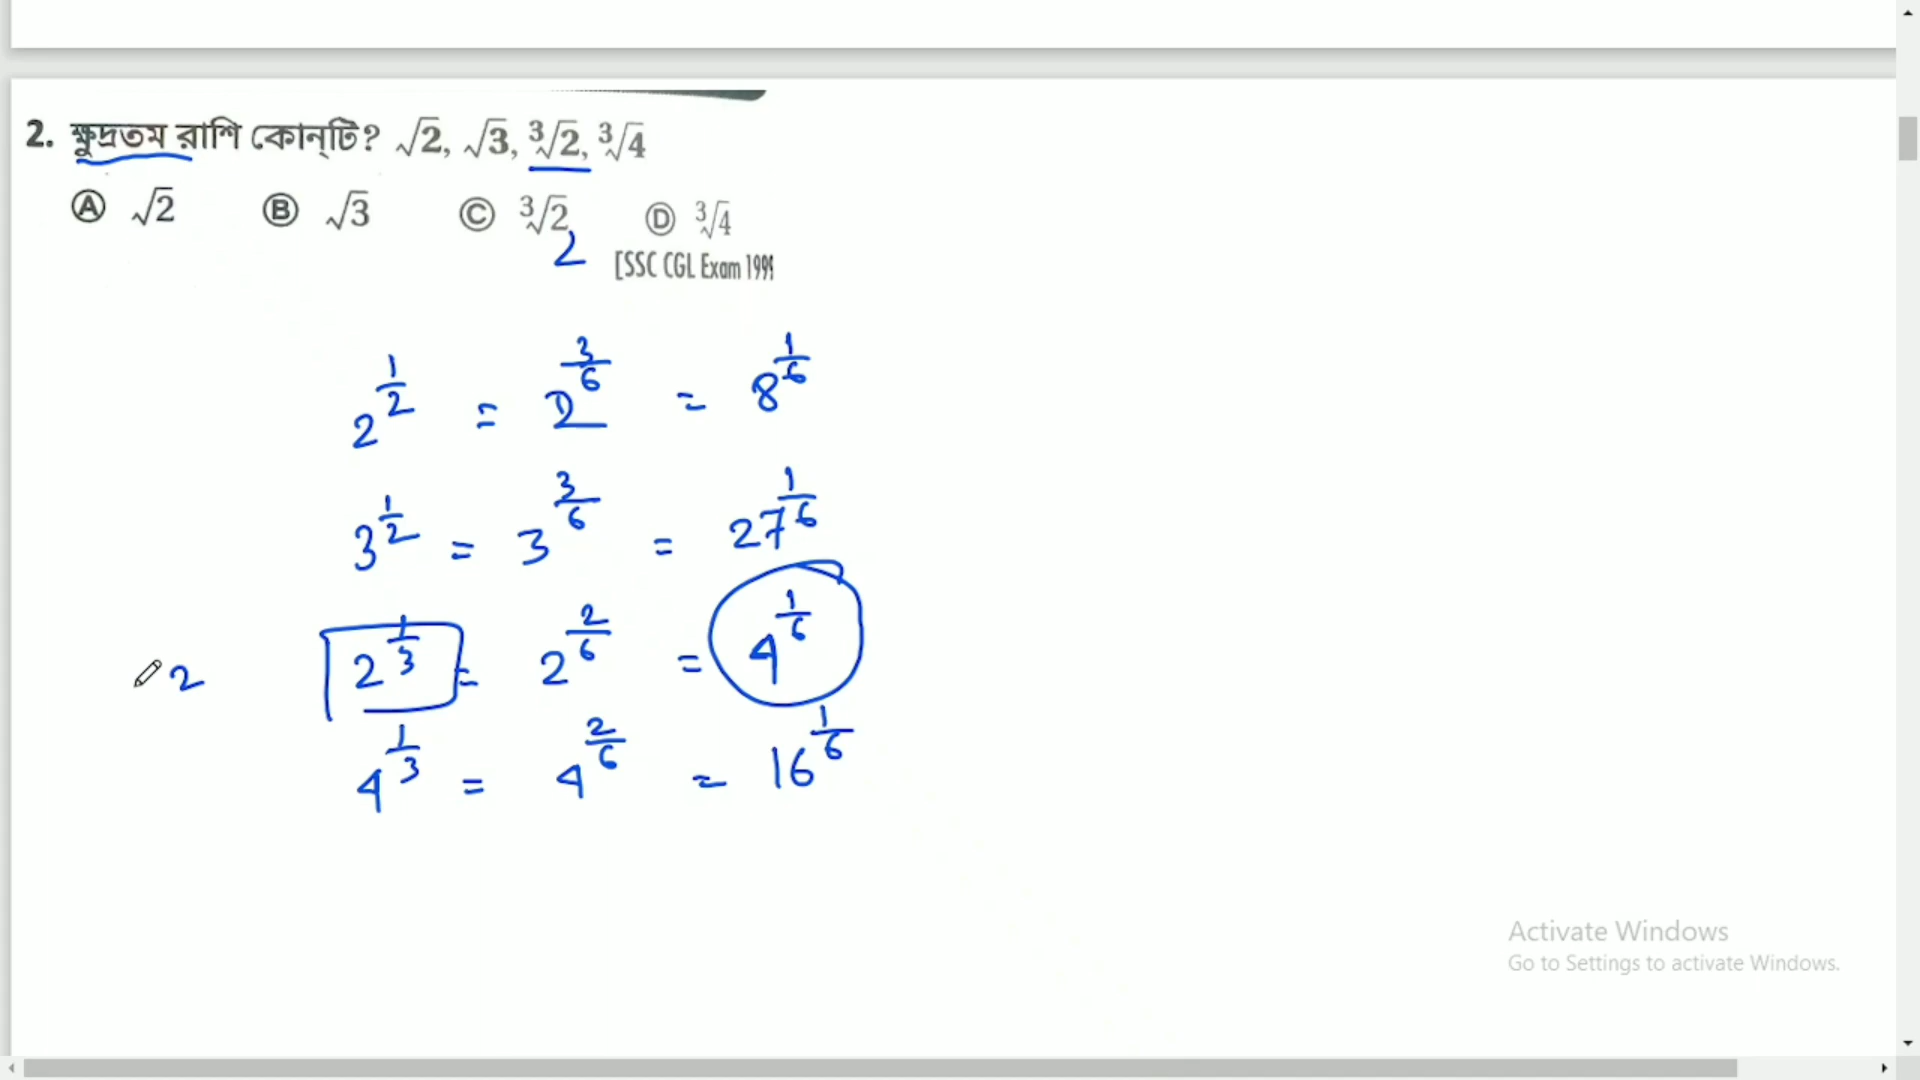 2. ক্ষুদ্রতম রাশি কোন্‌টি? √2, √3, ∛2, ∛4
Ⓐ √2 Ⓑ √3 Ⓒ ∛2 Ⓓ ∛4
2
[SSC CGL Exam 1999
2^(1/2) = 2^(3/6) = 8^(1/6)
3^(1/2) = 3^(3/6) = 27^(1/6)
2 2^(1/3) = 2^(2/6) = 4^(1/6)
4^(1/3) = 4^(2/6) = 16^(1/6)
Activate Windows
Go to Settings to activate Windows.